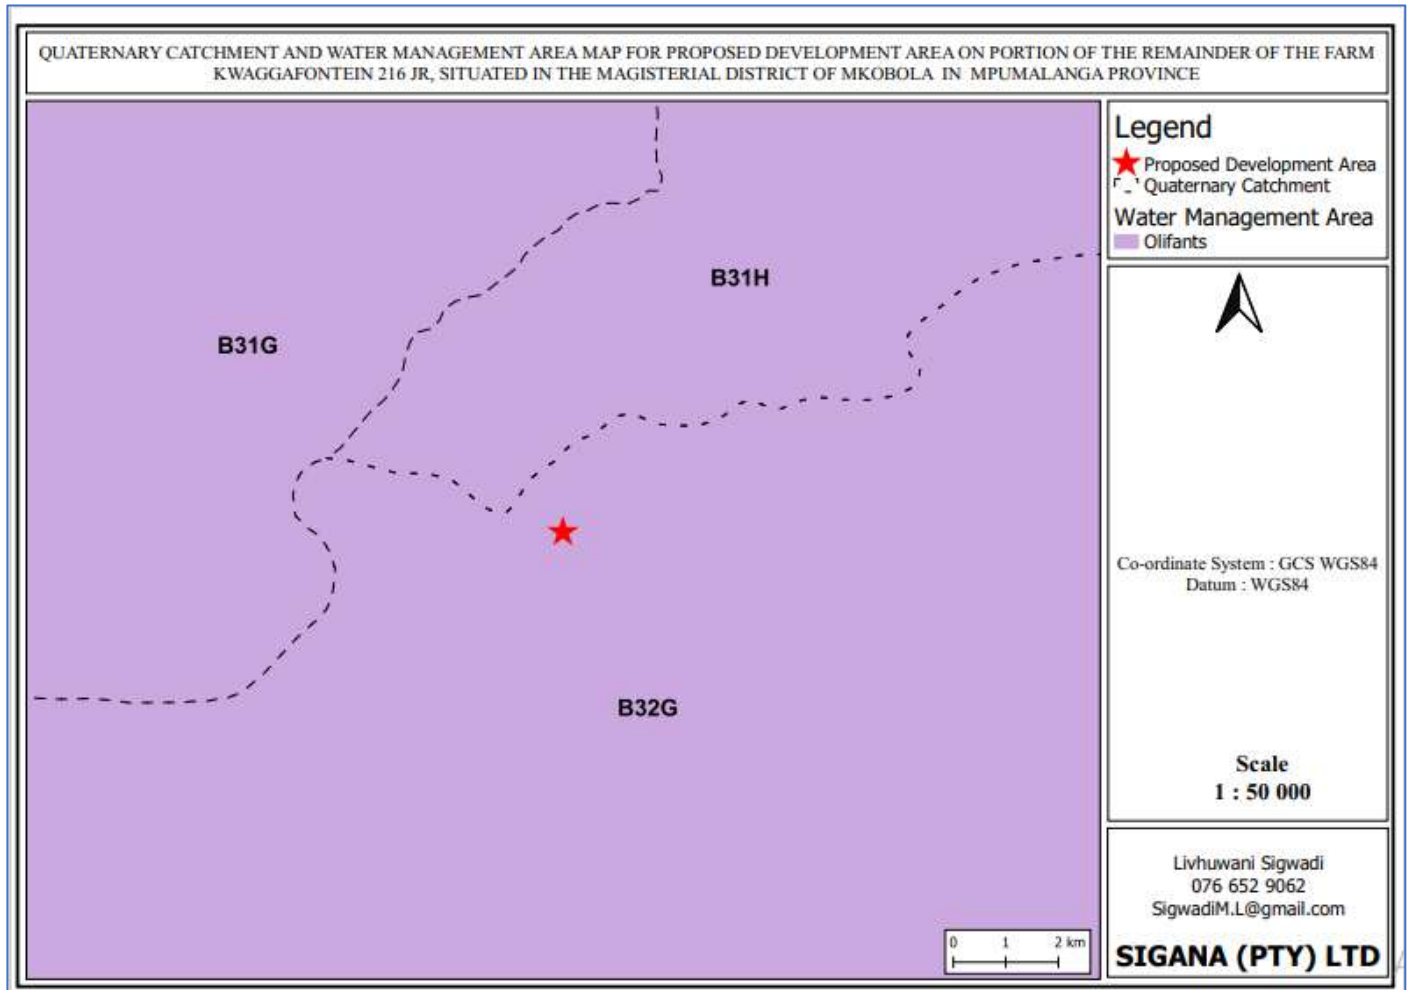 QUATERNARY CATCHMENT AND WATER MANAGEMENT AREA MAP FOR PROPOSED DEVELOPMENT AREA ON PORTION OF THE REMAINDER OF THE FARM
KWAGGAFONTEIN 216 JR, SITUATED IN THE MAGISTERIAL DISTRICT OF MKOBOLA IN MPUMALANGA PROVINCE
B31H
B31G
B32G
0 1 2 km
Legend
Proposed Development Area
Quaternary Catchment
Water Management Area
Olifants
Co-ordinate System : GCS WGS84
Datum : WGS84
Scale
1 : 50 000
Livhuwani Sigwadi
076 652 9062
SigwadiM.L@gmail.com
SIGANA (PTY) LTD